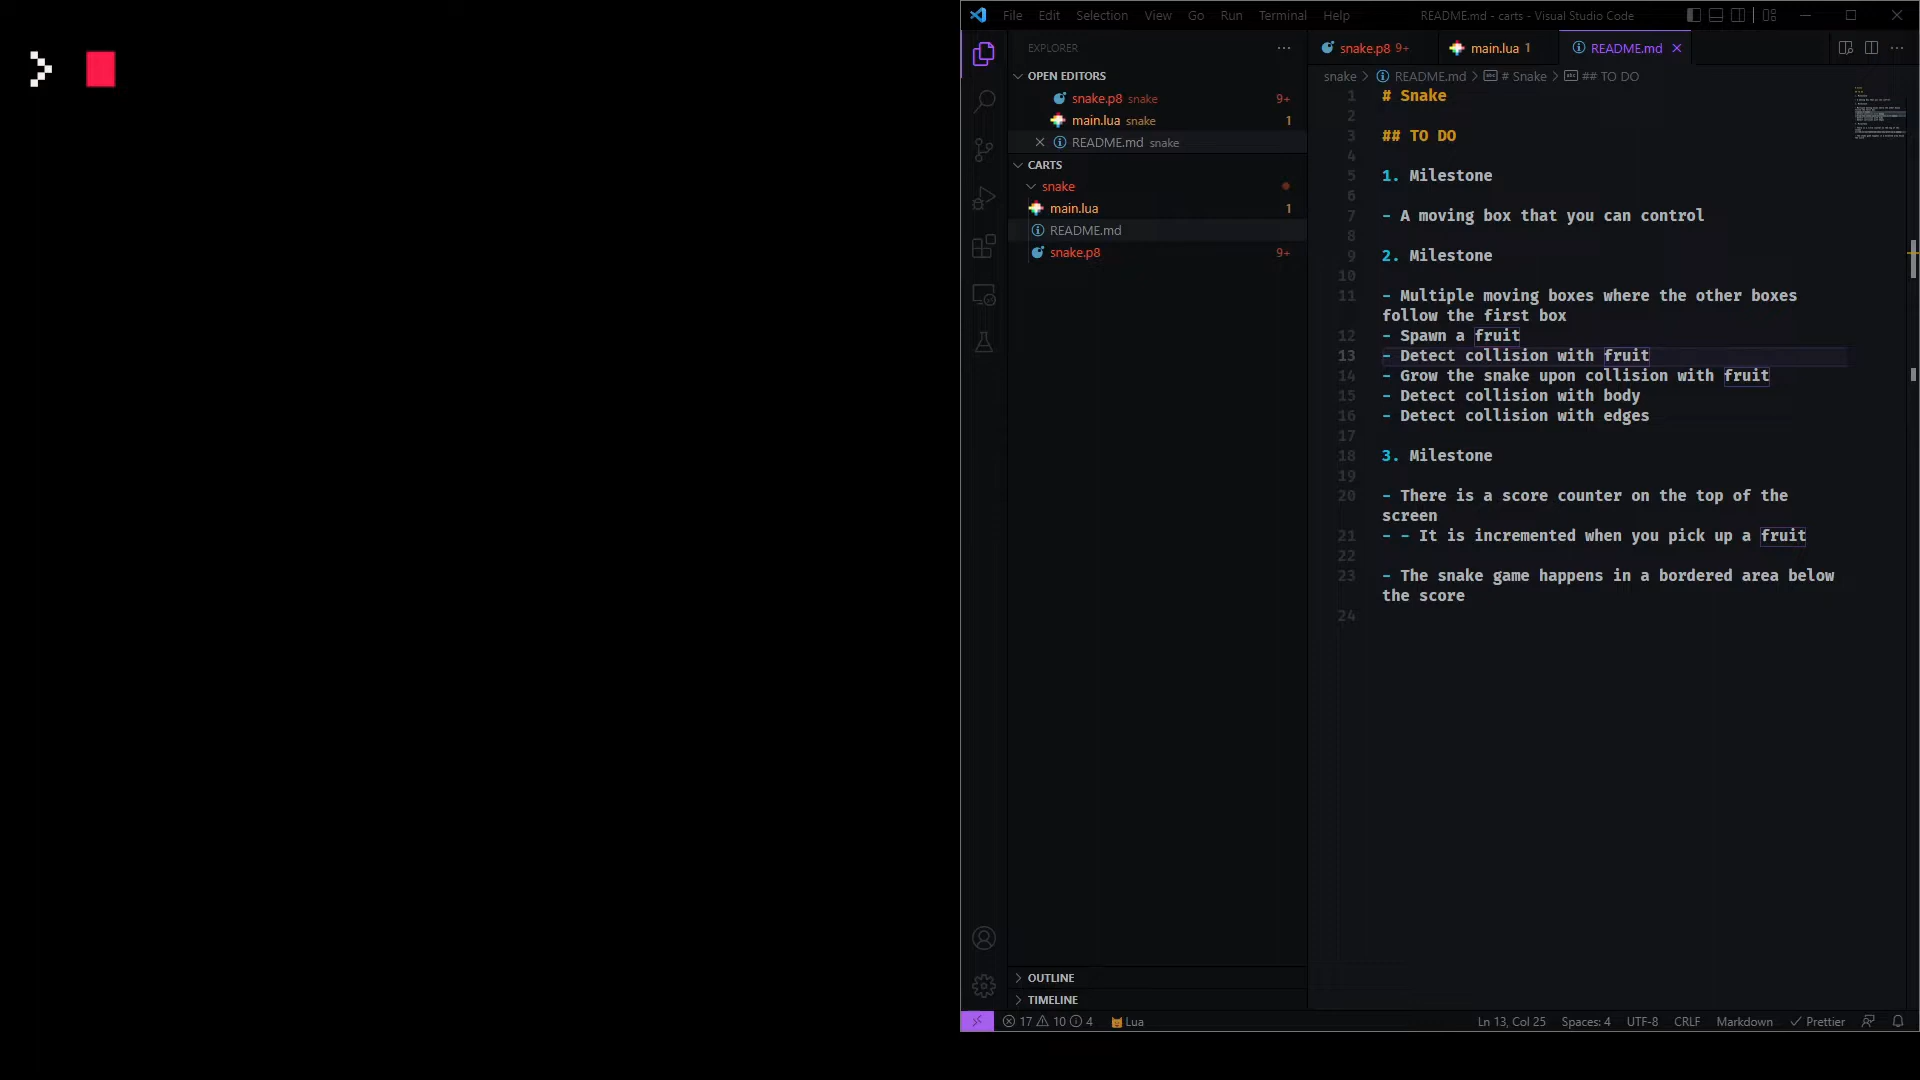 >
File Edit Selection View Go Run Terminal Help README.md - carts - Visual Studio Code
EXPLORER
OPEN EDITORS
snake.p8 snake 9+
main.lua snake 1
README.md snake
CARTS
snake
main.lua 1
README.md
snake.p8 9+
OUTLINE
TIMELINE
snake.p8 9+ main.lua 1 README.md
snake > README.md > # Snake > ## TO DO
1 # Snake
2
3 ## TO DO
4
5 1. Milestone
6
7 - A moving box that you can control
8
9 2. Milestone
10
11 - Multiple moving boxes where the other boxes
follow the first box
12 - Spawn a fruit
13 - Detect collision with fruit
14 - Grow the snake upon collision with fruit
15 - Detect collision with body
16 - Detect collision with edges
17
18 3. Milestone
19
20 - There is a score counter on the top of the
screen
21 - - It is incremented when you pick up a fruit
22
23 - The snake game happens in a bordered area below
the score
24
17 10 4 Lua Ln 13, Col 25 Spaces: 4 UTF-8 CRLF Markdown Prettier